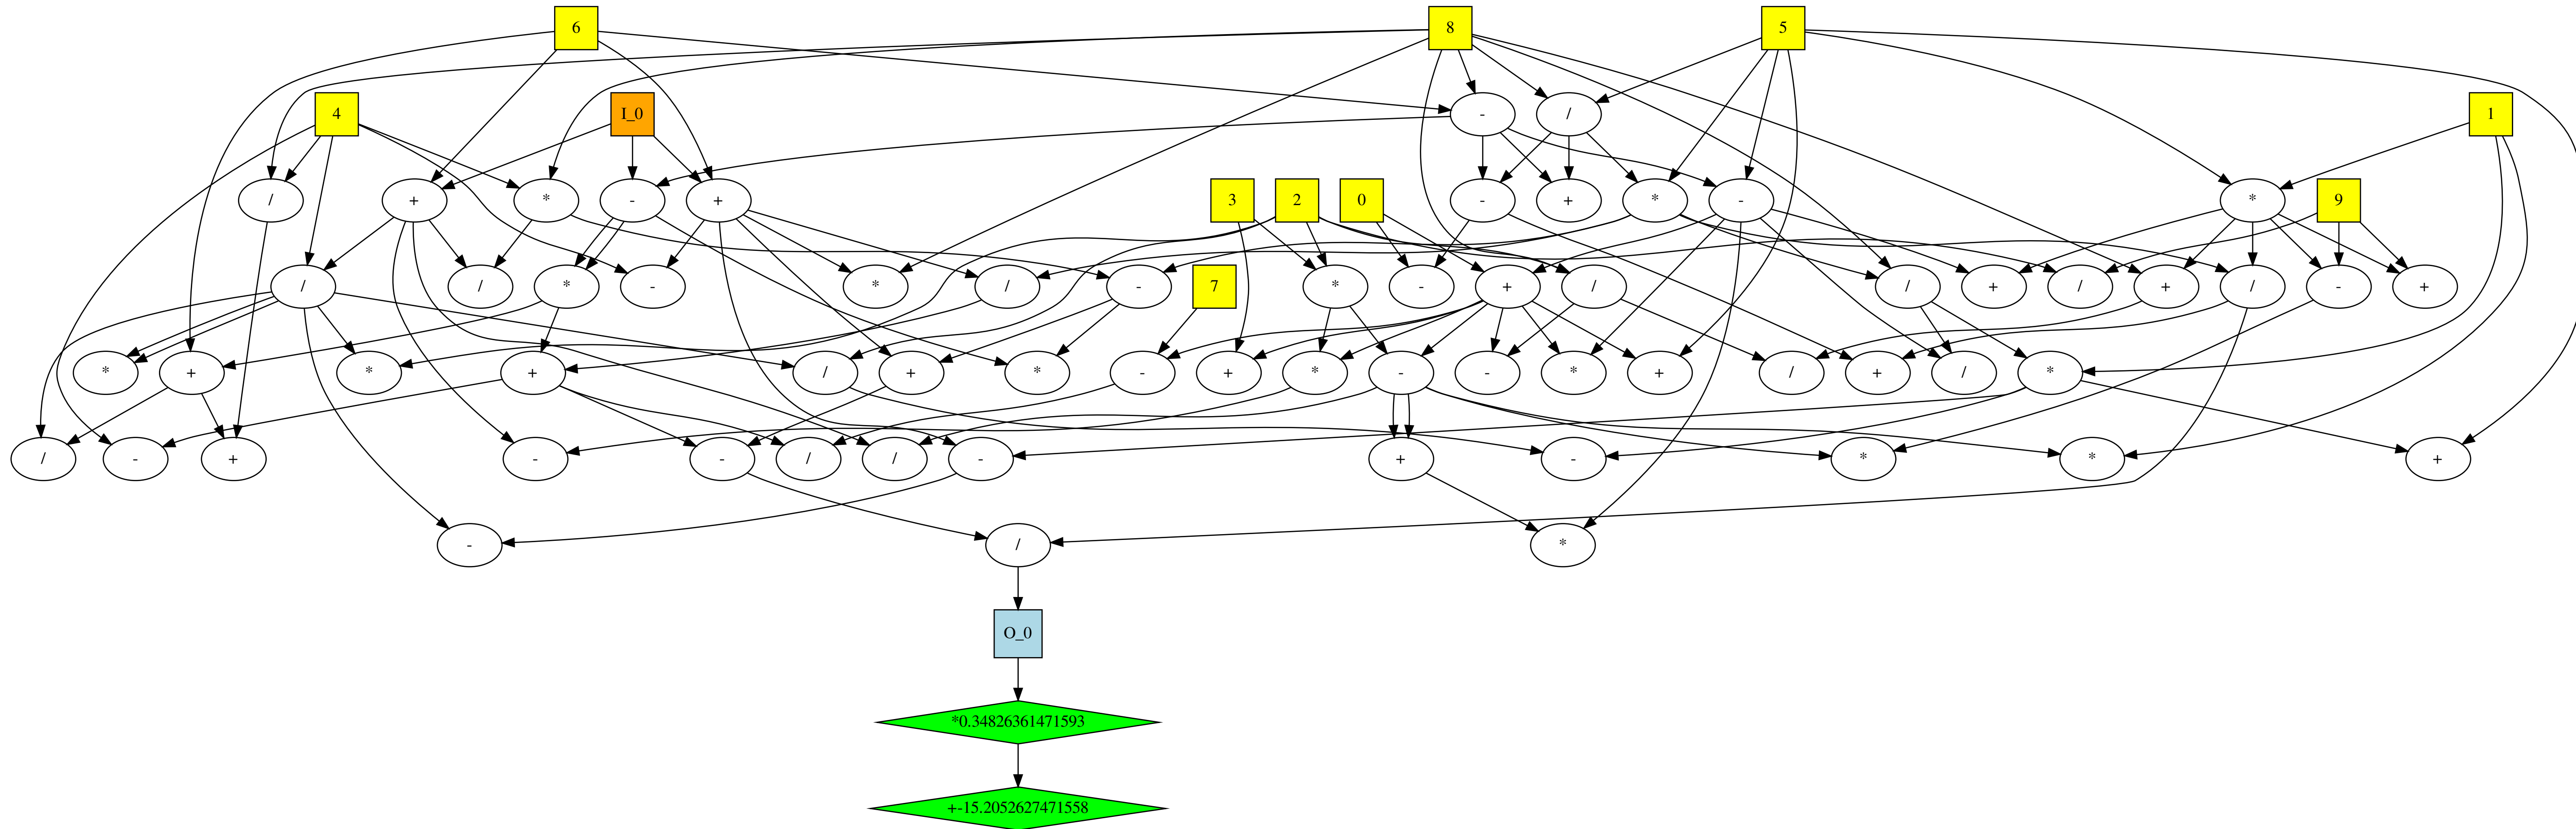 6 8 5
4 I_0 - / 1
/ + * - + 3 2 0 - + * - * 9
/ / * - * / - 7 * - + / / + / + / - +
* + * + / + * - + * - - * + / + / *
/ - + - - / / - + - * * +
- / *
O_0
*0.34826361471593
+-15.2052627471558